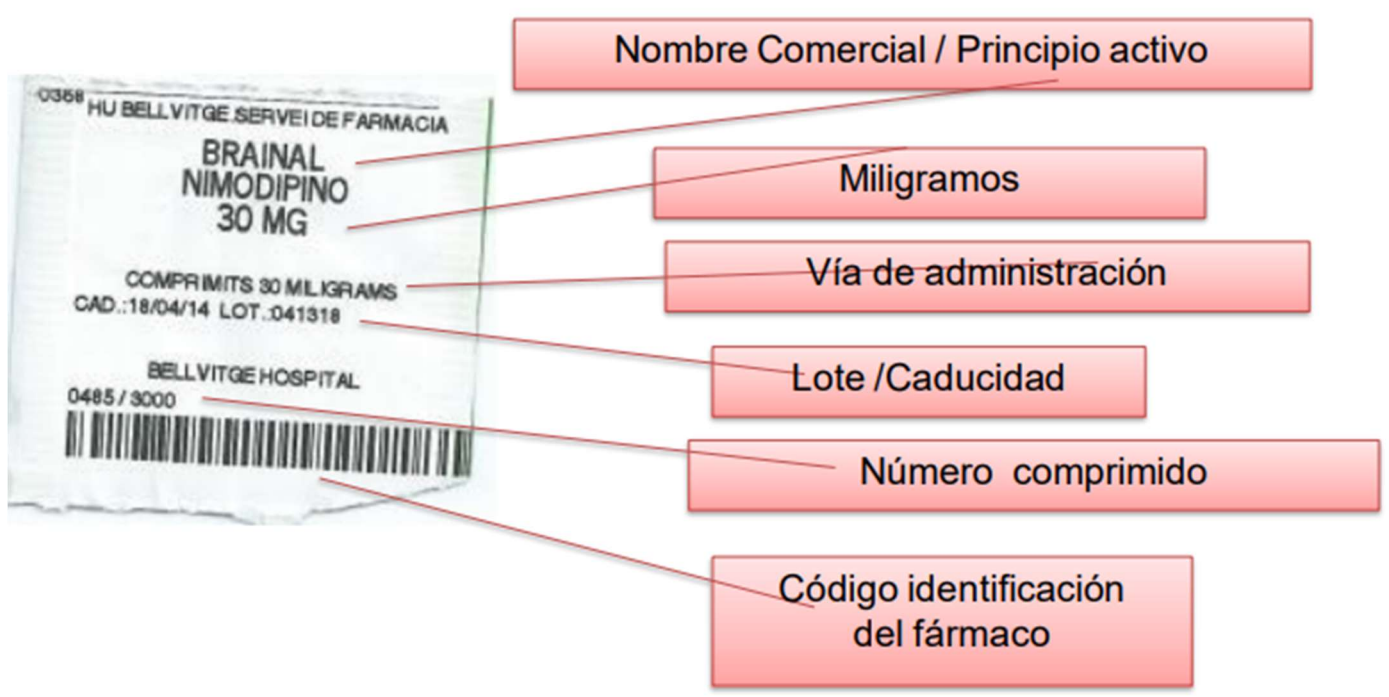 0368 HU BELLVITGE.SERVEI DE FARMACIA
BRAINAL
NIMODIPINO
30 MG
COMPRIMITS 30 MILIGRAMS
CAD.:18/04/14 LOT.:041318
BELLVITGE HOSPITAL
0485 / 3000
Nombre Comercial / Principio activo
Miligramos
Vía de administración
Lote /Caducidad
Número comprimido
Código identificación
del fármaco